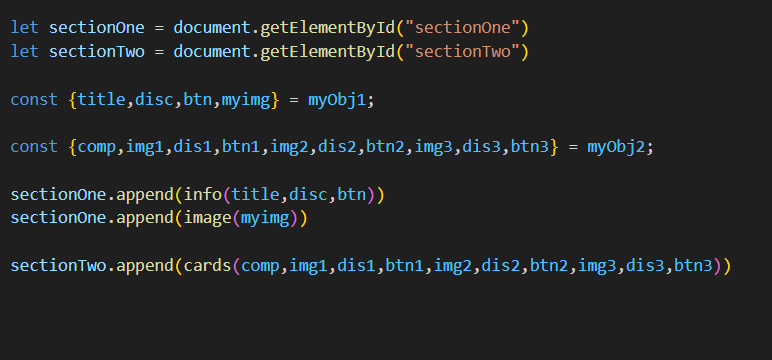 let sectionOne = document.getElementById("sectionOne")
let sectionTwo = document.getElementById("sectionTwo")
const {title,disc,btn,myimg} = myObj1;
const {comp,img1,dis1,btn1,img2,dis2,btn2,img3,dis3,btn3} = myObj2;
sectionOne.append(info(title,disc,btn))
sectionOne.append(image(myimg))
sectionTwo.append(cards(comp,img1,dis1,btn1,img2,dis2,btn2,img3,dis3,btn3))